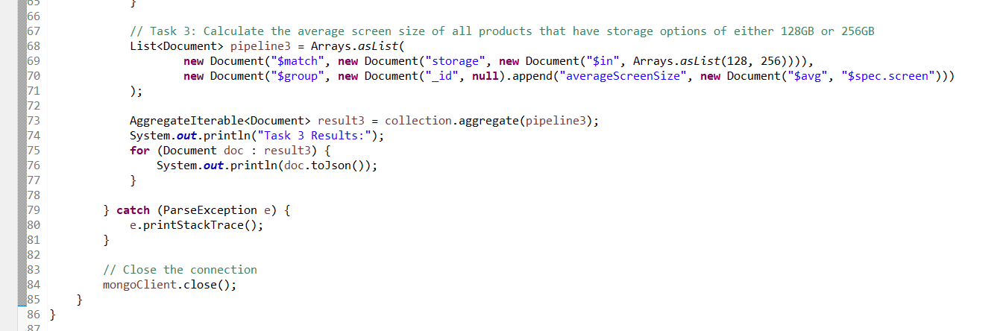 65 }
66
67 // Task 3: Calculate the average screen size of all products that have storage options of either 128GB or 256GB
68 List<Document> pipeline3 = Arrays.asList(
69 new Document("$match", new Document("storage", new Document("$in", Arrays.asList(128, 256)))),
70 new Document("$group", new Document("_id", null).append("averageScreenSize", new Document("$avg", "$spec.screen")))
71 );
72
73 AggregateIterable<Document> result3 = collection.aggregate(pipeline3);
74 System.out.println("Task 3 Results:");
75 for (Document doc : result3) {
76 System.out.println(doc.toJson());
77 }
78
79 } catch (ParseException e) {
80 e.printStackTrace();
81 }
82
83 // Close the connection
84 mongoClient.close();
85 }
86 }
87